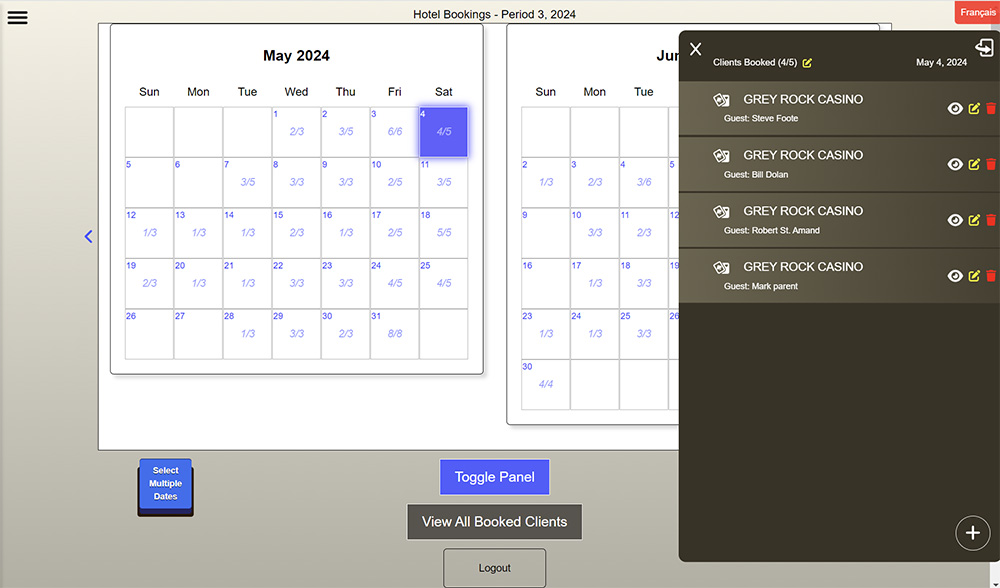 Hotel Bookings - Period 3, 2024
Français
May 2024
Sun Mon Tue Wed Thu Fri Sat
1 2 3 4
2/3 3/5 6/6 4/5
5 6 7 8 9 10 11
3/5 3/3 3/3 2/5 3/5
12 13 14 15 16 17 18
1/3 1/3 1/3 2/3 1/3 2/5 5/5
19 20 21 22 23 24 25
2/3 1/3 1/3 3/3 3/3 4/5 4/5
26 27 28 29 30 31
1/3 3/3 2/3 8/8
Jun
Sun Mon Tue
2 3 4 5
1/3 2/3 3/6
9 10 11 12
3/3 2/3
16 17 18 19
1/3 3/3
23 24 25 26
1/3 1/3 3/3
30
4/4
Clients Booked (4/5) May 4, 2024
GREY ROCK CASINO
Guest: Steve Foote
GREY ROCK CASINO
Guest: Bill Dolan
GREY ROCK CASINO
Guest: Robert St. Amand
GREY ROCK CASINO
Guest: Mark parent
Select
Multiple
Dates
Toggle Panel
View All Booked Clients
Logout